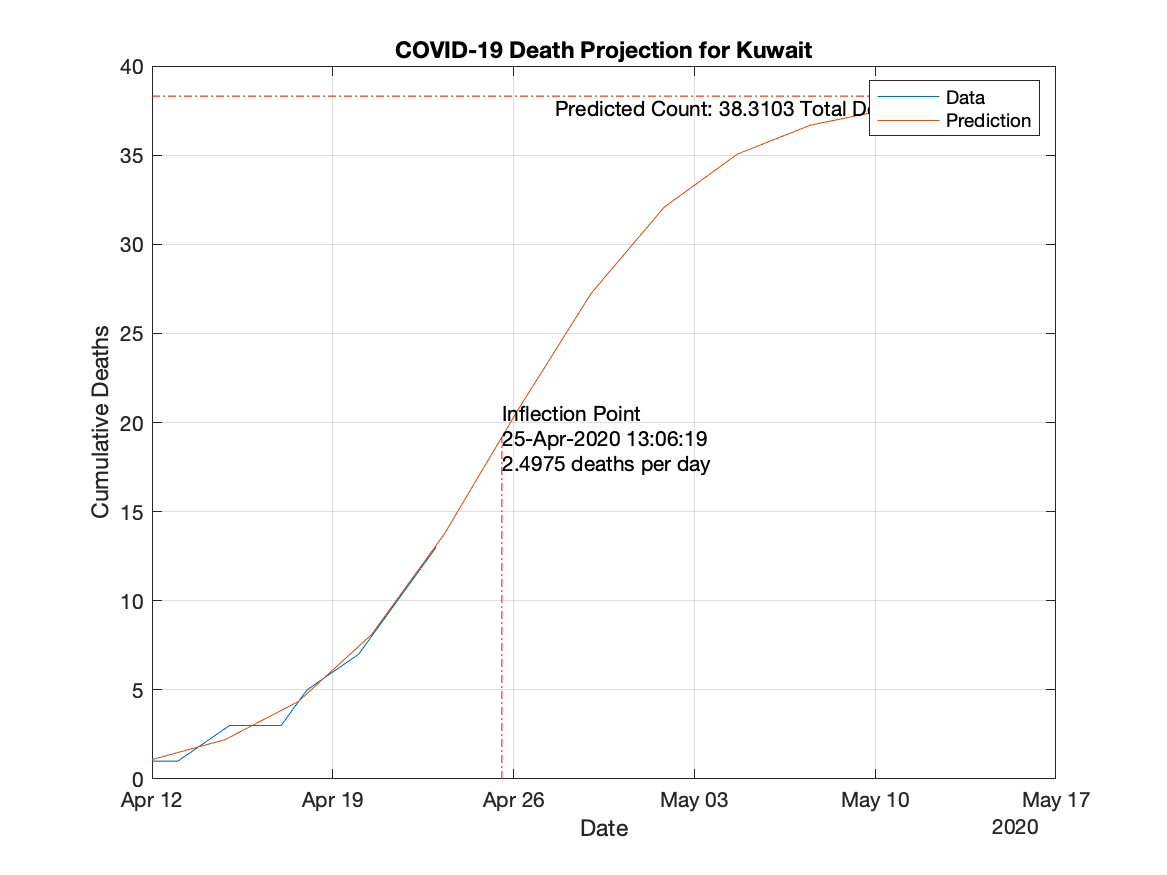 COVID-19 Death Projection for Kuwait
40
35
30
25
20
15
10
5
0
Cumulative Deaths
Predicted Count: 38.3103 Total
Data
Prediction
Inflection Point
25-Apr-2020 13:06:19
2.4975 deaths per day
Apr 12
Apr 19
Apr 26
May 03
May 10
May 17
Date
2020